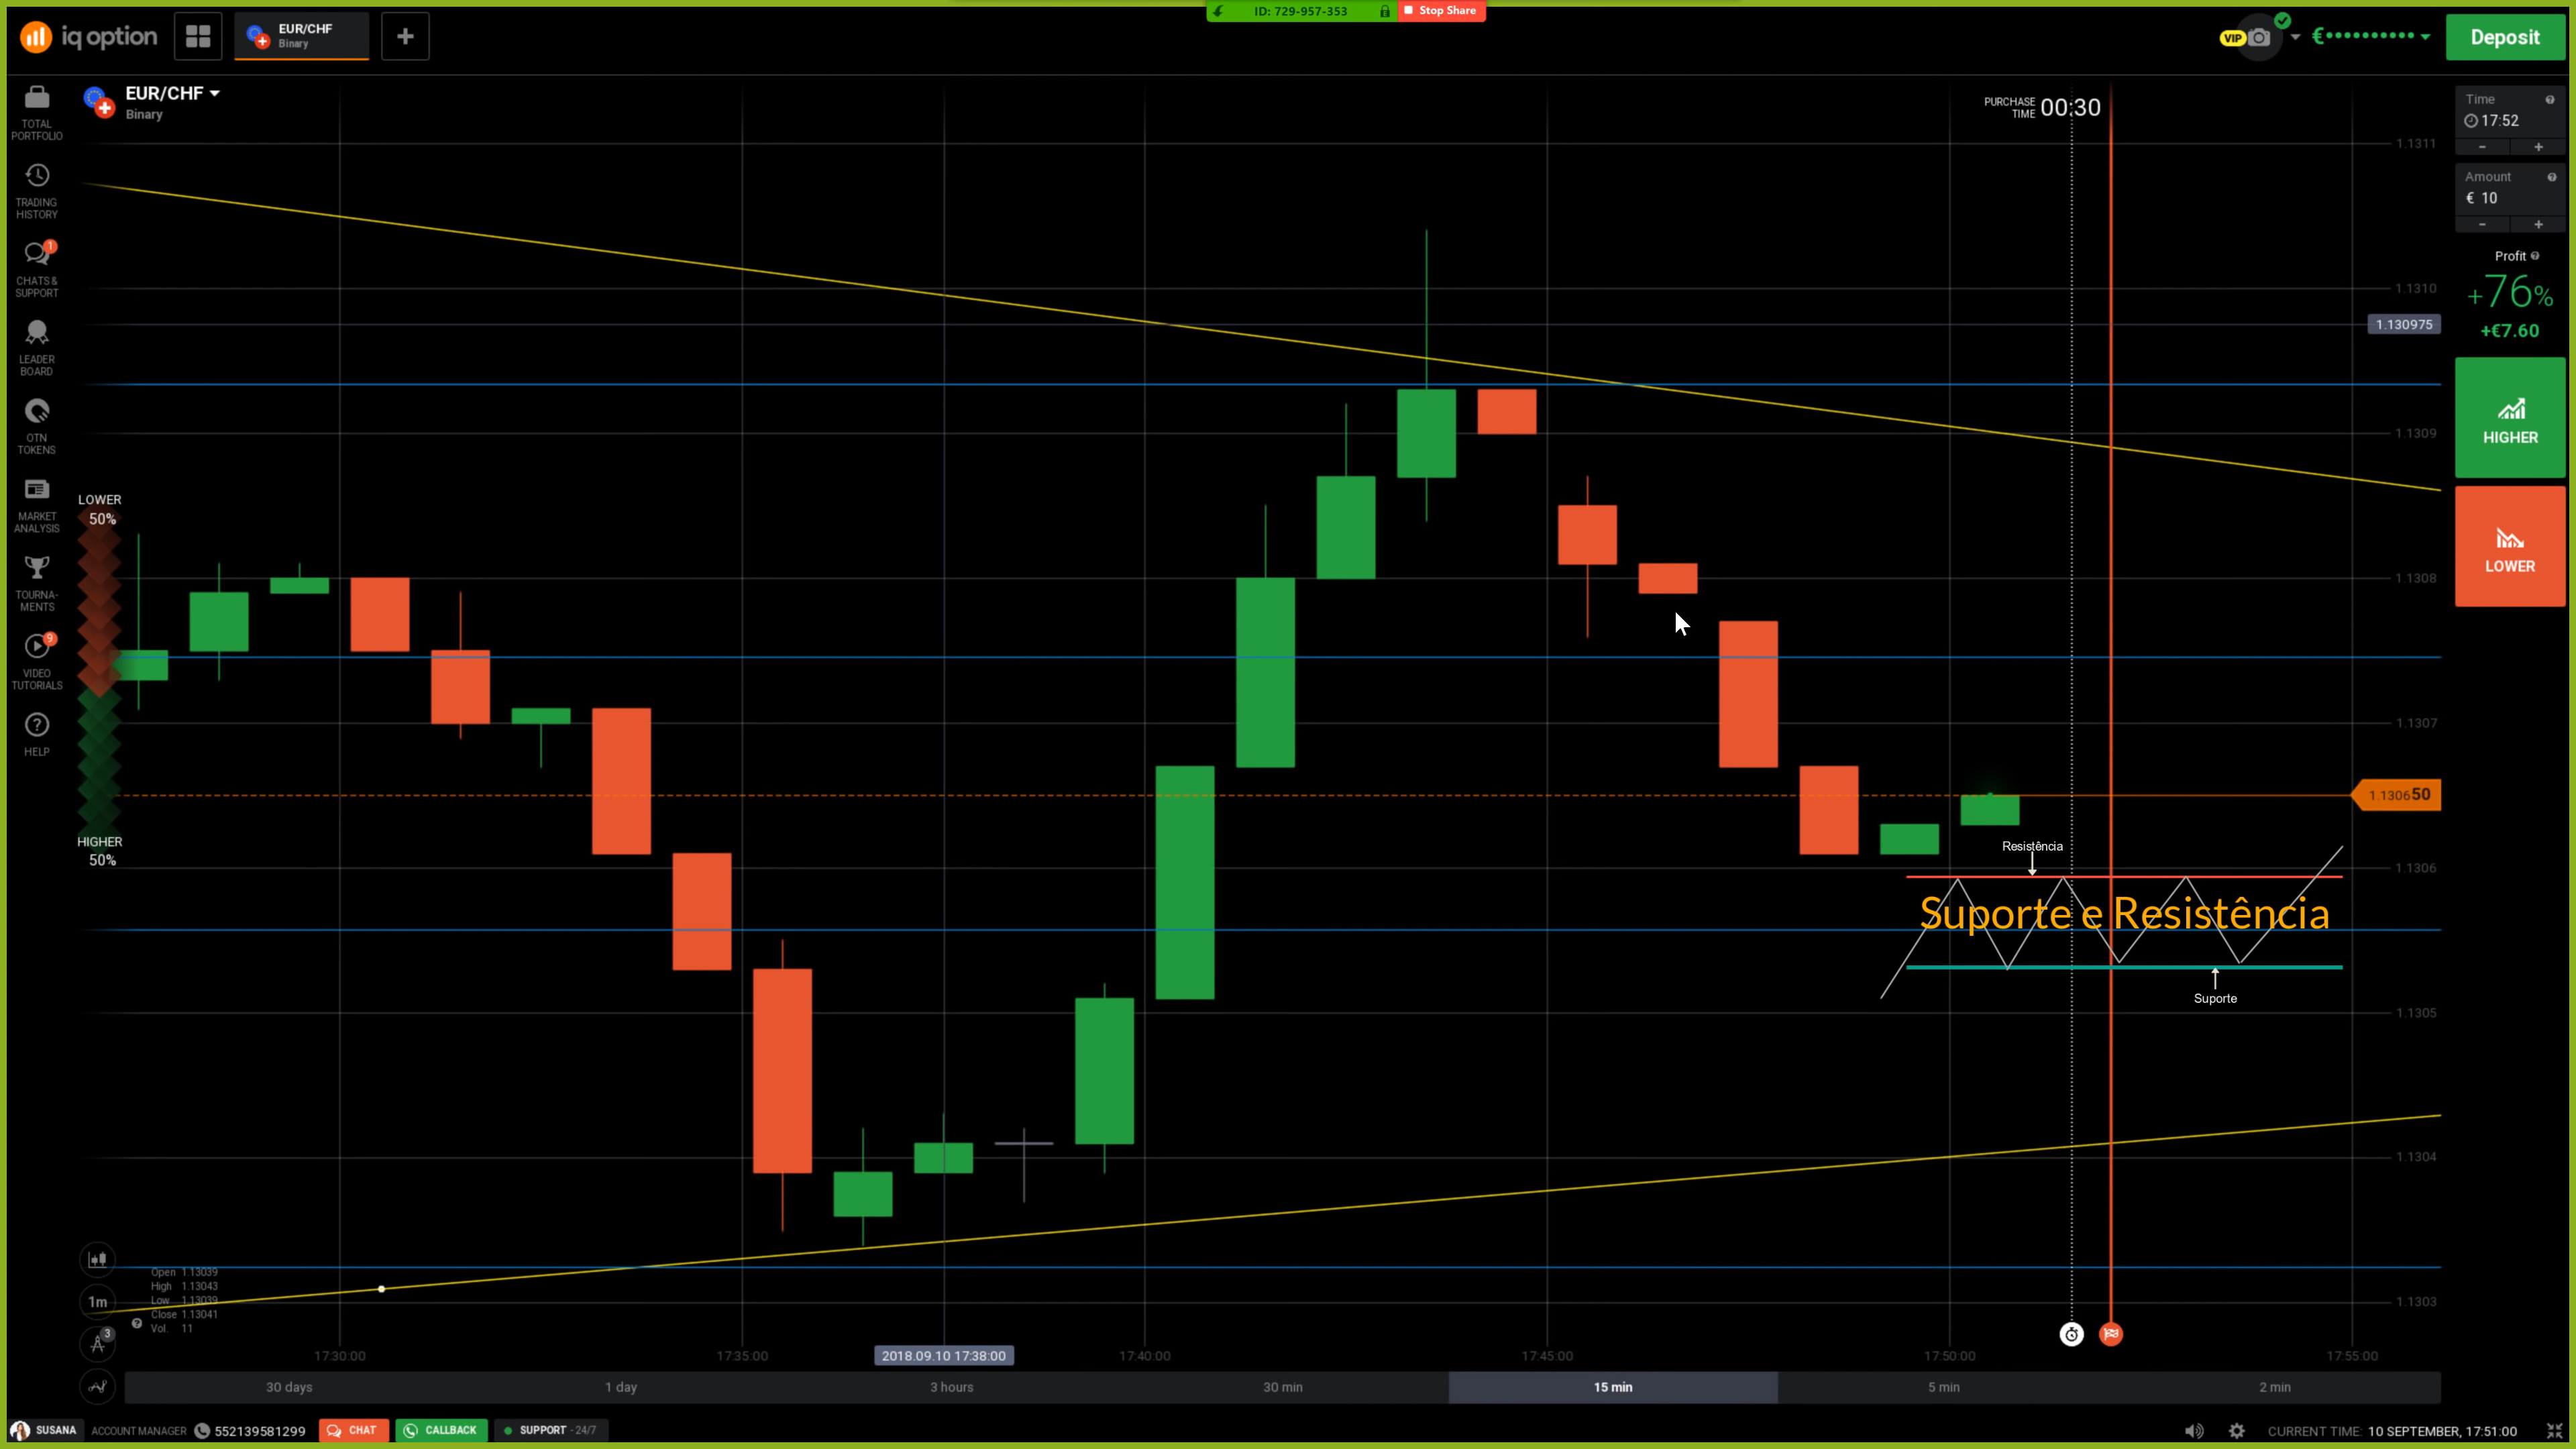 ID: 729-957-353
Stop Share
iq option
EUR/CHF
Binary
VIP
€
Deposit
EUR/CHF
Binary
PURCHASE
TIME
00:30
Time
17:52
Amount
€ 10
Profit
+76%
+€7.60
HIGHER
LOWER
TOTAL
PORTFOLIO
TRADING
HISTORY
1
CHATS &
SUPPORT
LEADER
BOARD
OTN
TOKENS
MARKET
ANALYSIS
TOURNA-
MENTS
9
VIDEO
TUTORIALS
HELP
LOWER
50%
HIGHER
50%
1.1311
1.1310
1.130975
1.1309
1.1308
1.1307
1.130650
1.1306
1.1305
1.1304
1.1303
Resistência
Suporte e Resistência
Suporte
Open 1.13039
High 1.13043
Low 1.13039
Close 1.13041
Vol. 11
1m
3
17:30:00
17:35:00
2018.09.10 17:38:00
17:40:00
17:45:00
17:50:00
17:55:00
30 days
1 day
3 hours
30 min
15 min
5 min
2 min
SUSANA
ACCOUNT MANAGER
552139581299
CHAT
CALLBACK
SUPPORT - 24/7
CURRENT TIME: 10 SEPTEMBER, 17:51:00